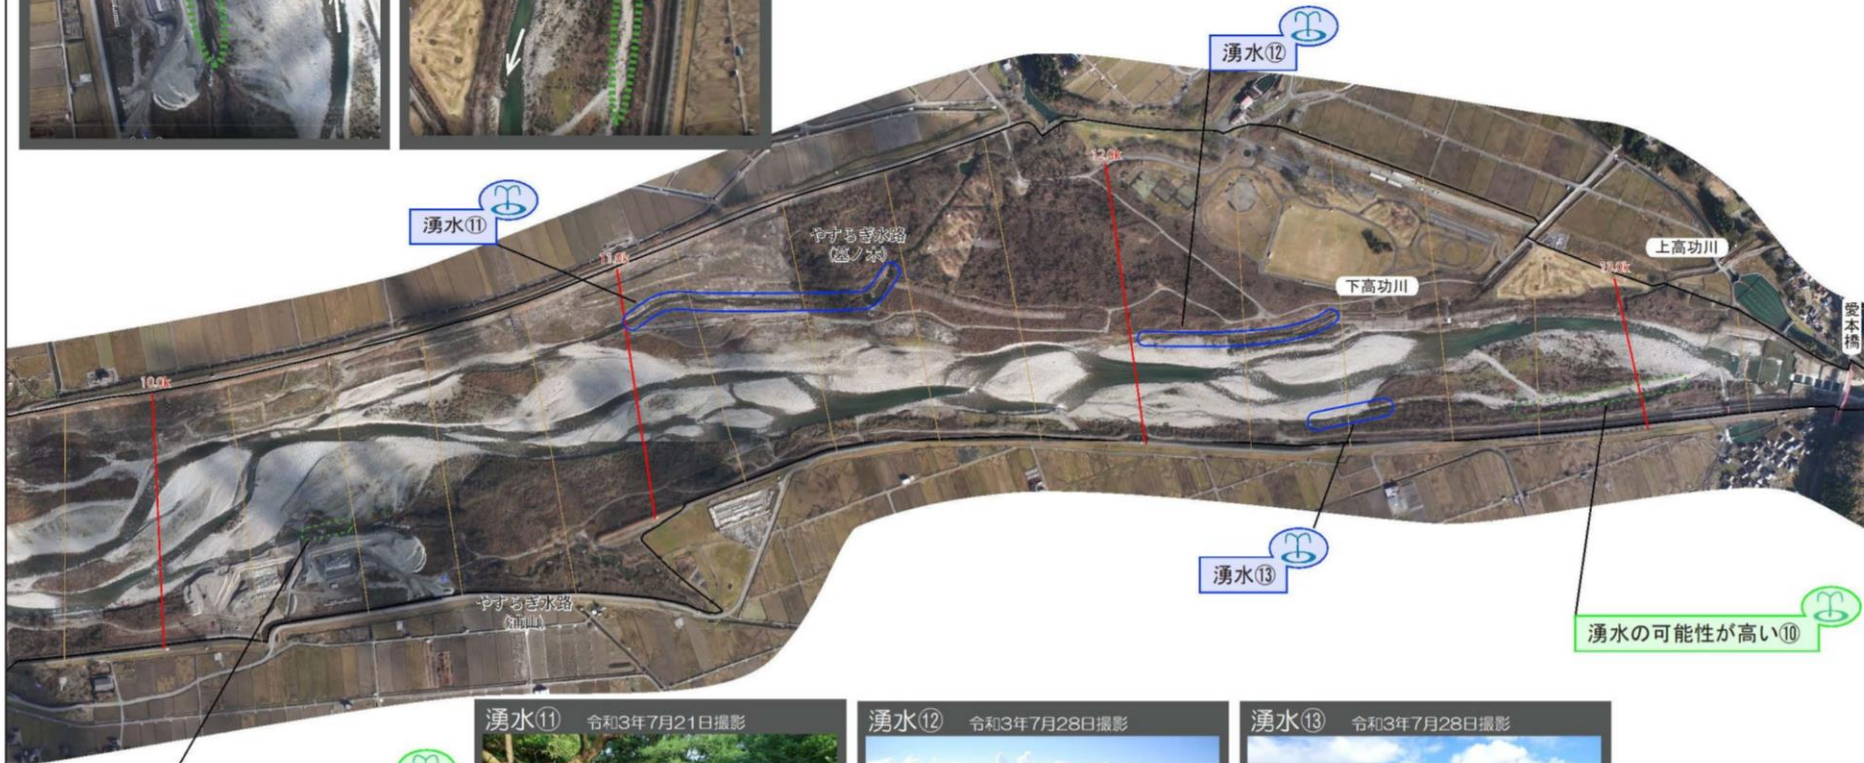 湧水⑫
12.0k
湧水⑪
やすらぎ水路
(墓ノ木)
上高功川
11.0k
13.0k
下高功川
愛本橋
10.0k
湧水⑬
やすらぎ水路
(浦山)
湧水の可能性が高い⑩
湧水⑪ 令和3年7月21日撮影
湧水⑫ 令和3年7月28日撮影
湧水⑬ 令和3年7月28日撮影